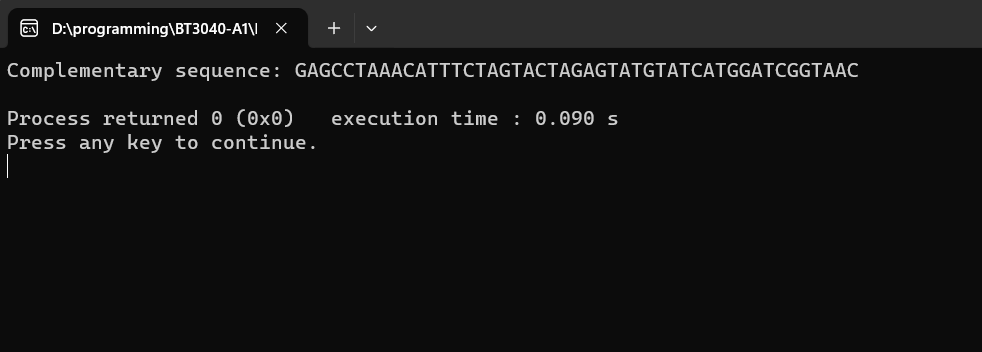 D:\programming\BT3040-A1\
Complementary sequence: GAGCCTAAACATTTCTAGTACTAGAGTATGTATCATGGATCGGTAAC
Process returned 0 (0x0)   execution time : 0.090 s
Press any key to continue.